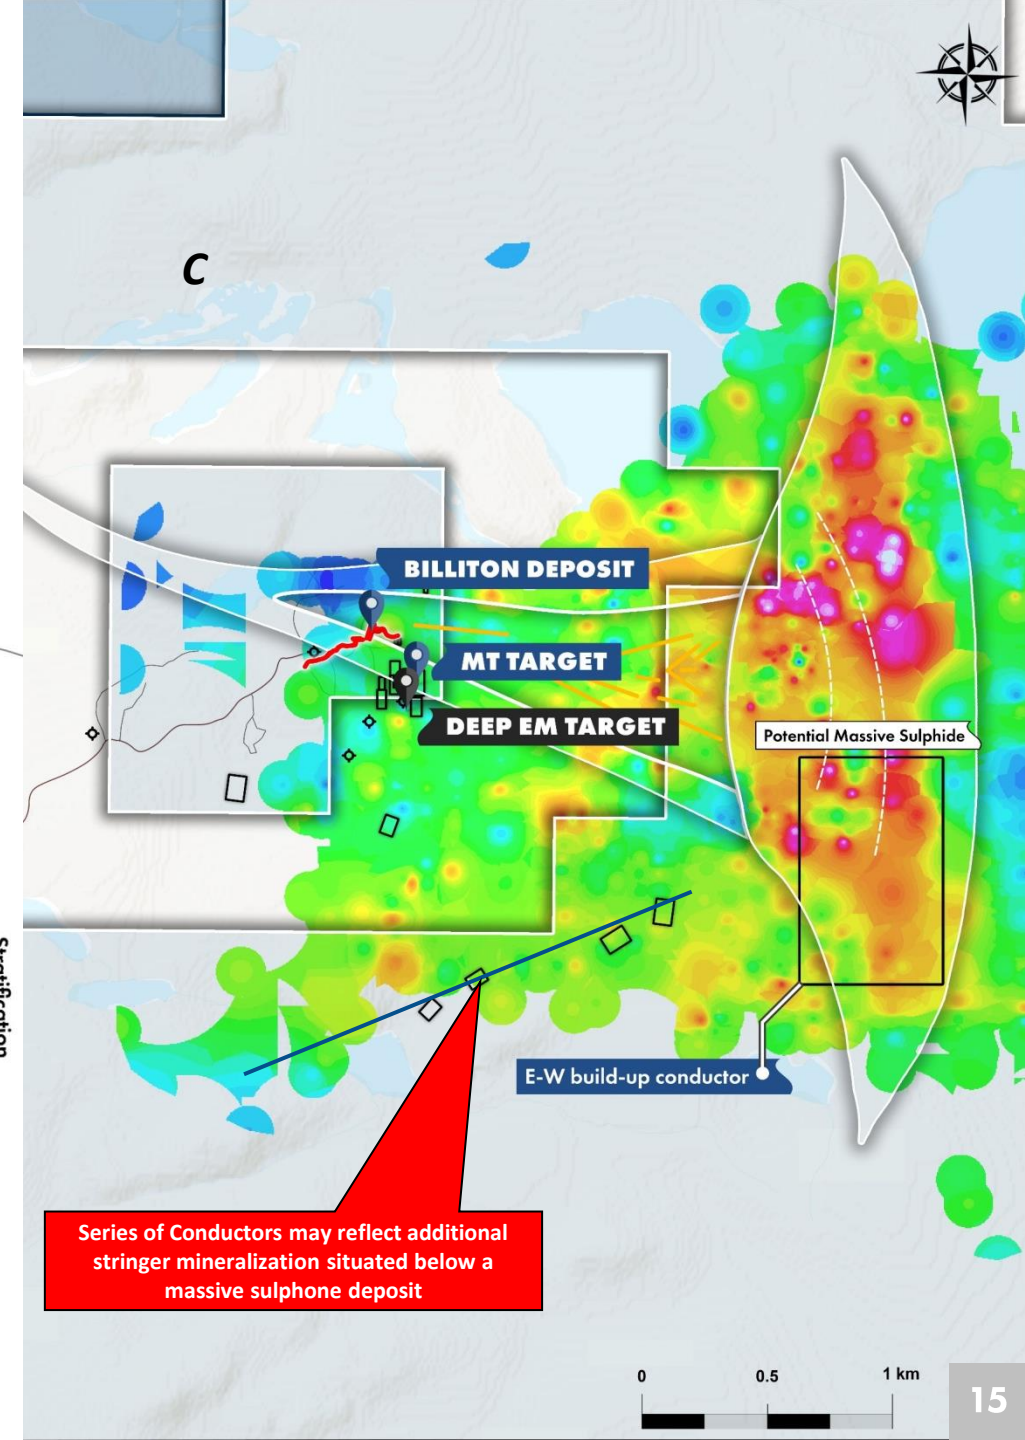 C
BILLITON DEPOSIT
MT TARGET
DEEP EM TARGET
Potential Massive Sulphide
Stratification
E-W build-up conductor
Series of Conductors may reflect additional
stringer mineralization situated below a
massive sulphone deposit
0 0.5 1 km
15